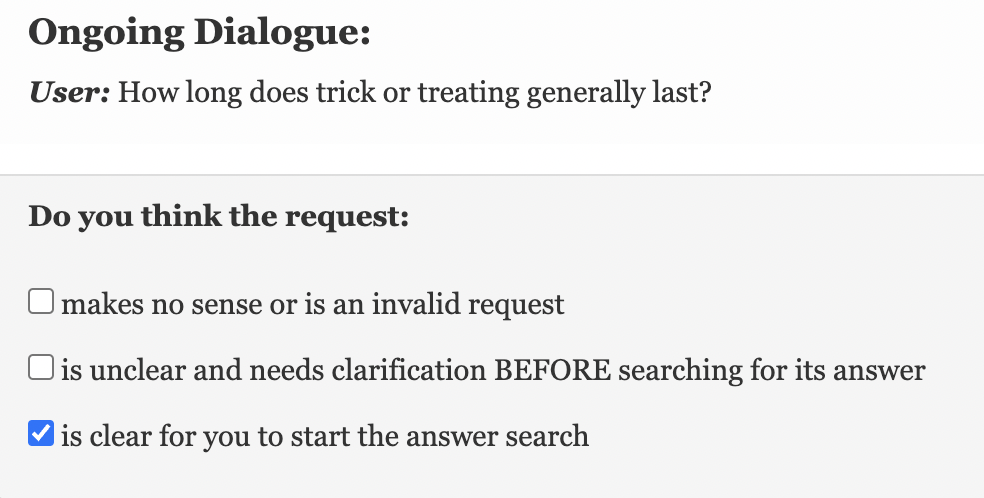 Ongoing Dialogue:
User: How long does trick or treating generally last?
Do you think the request:
makes no sense or is an invalid request
is unclear and needs clarification BEFORE searching for its answer
is clear for you to start the answer search